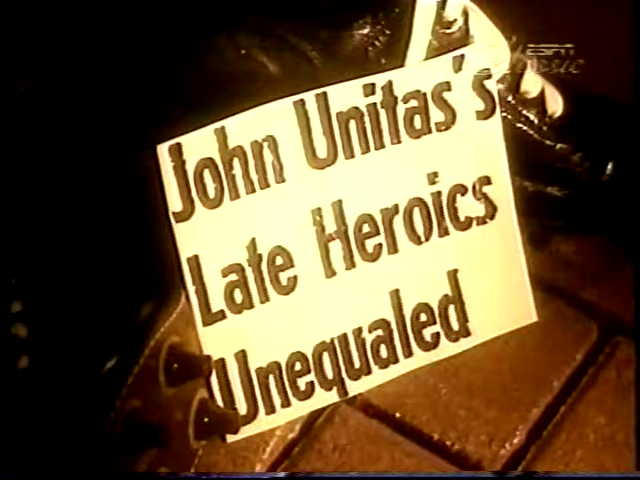 ESPN
Classic
John Unitas's
Late Heroics
Unequaled